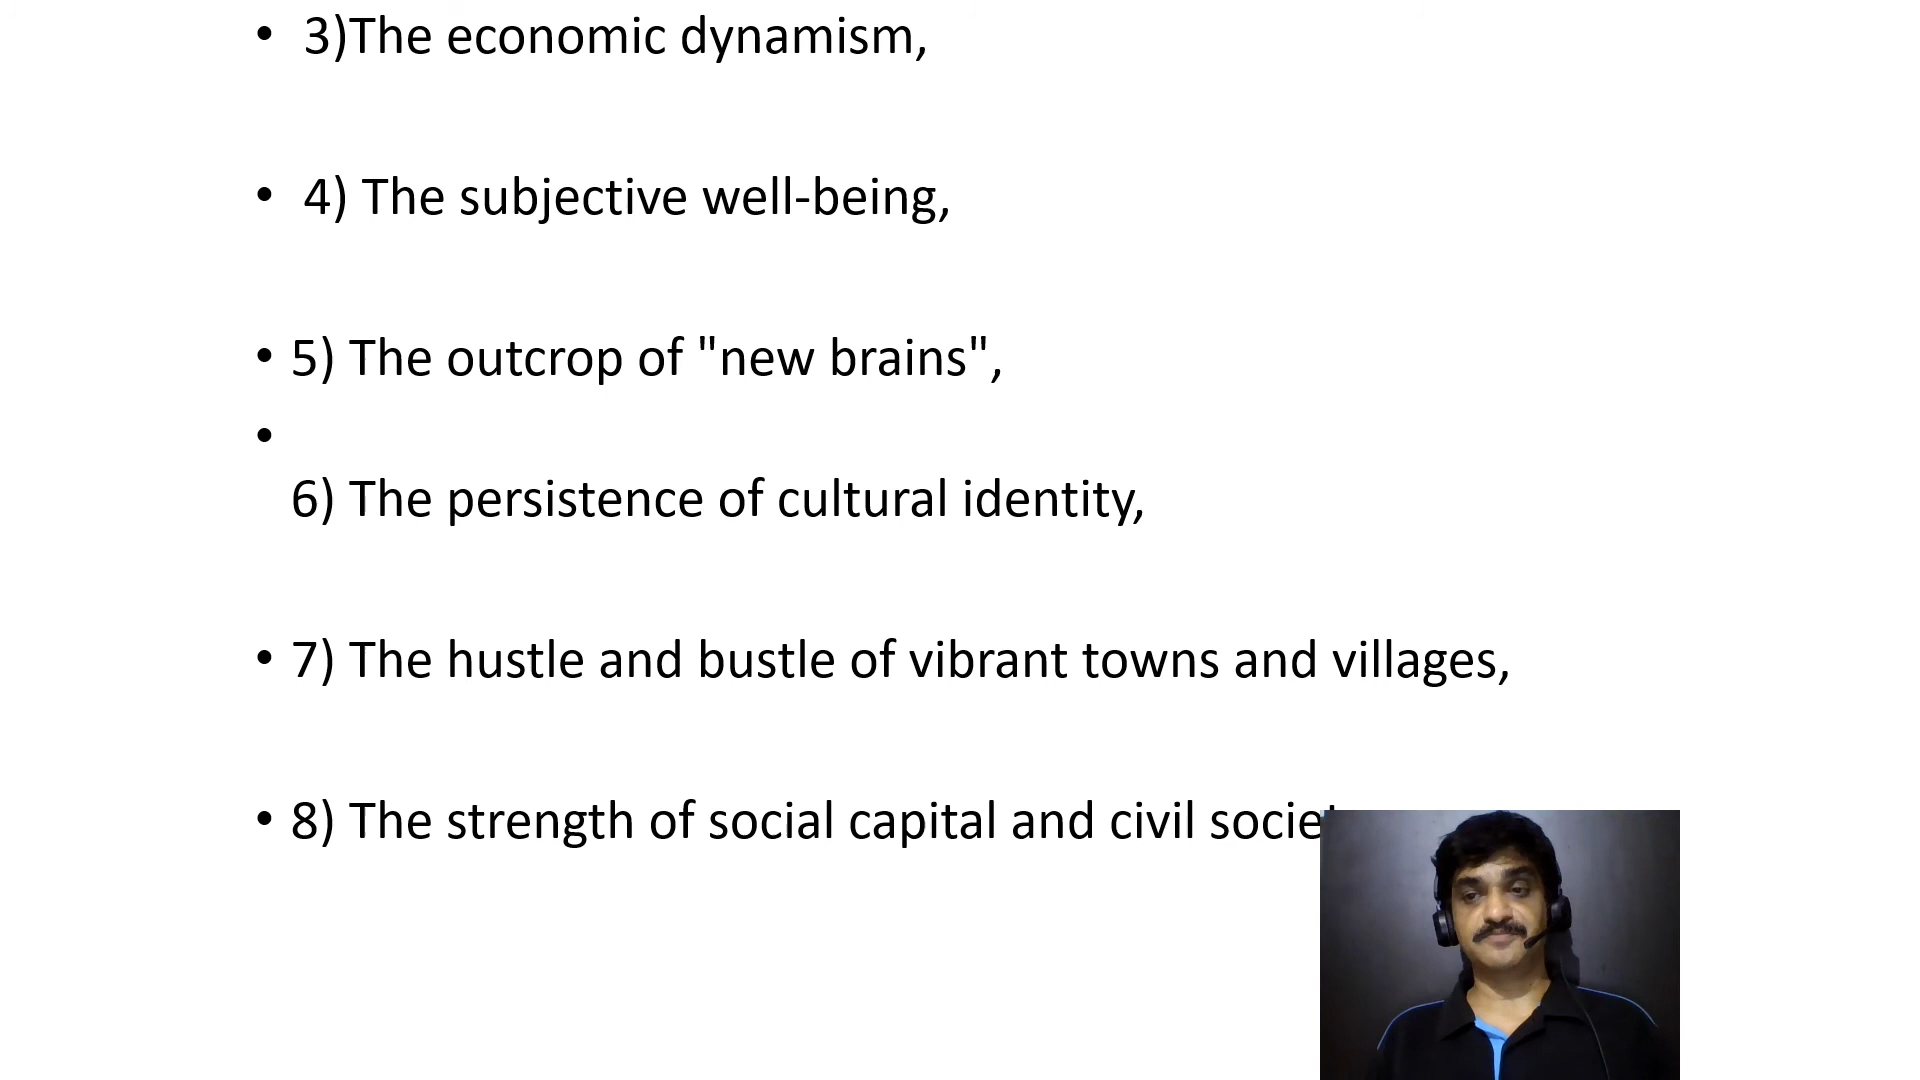 • 3)The economic dynamism,
• 4) The subjective well-being,
• 5) The outcrop of "new brains",
•
6) The persistence of cultural identity,
• 7) The hustle and bustle of vibrant towns and villages,
• 8) The strength of social capital and civil